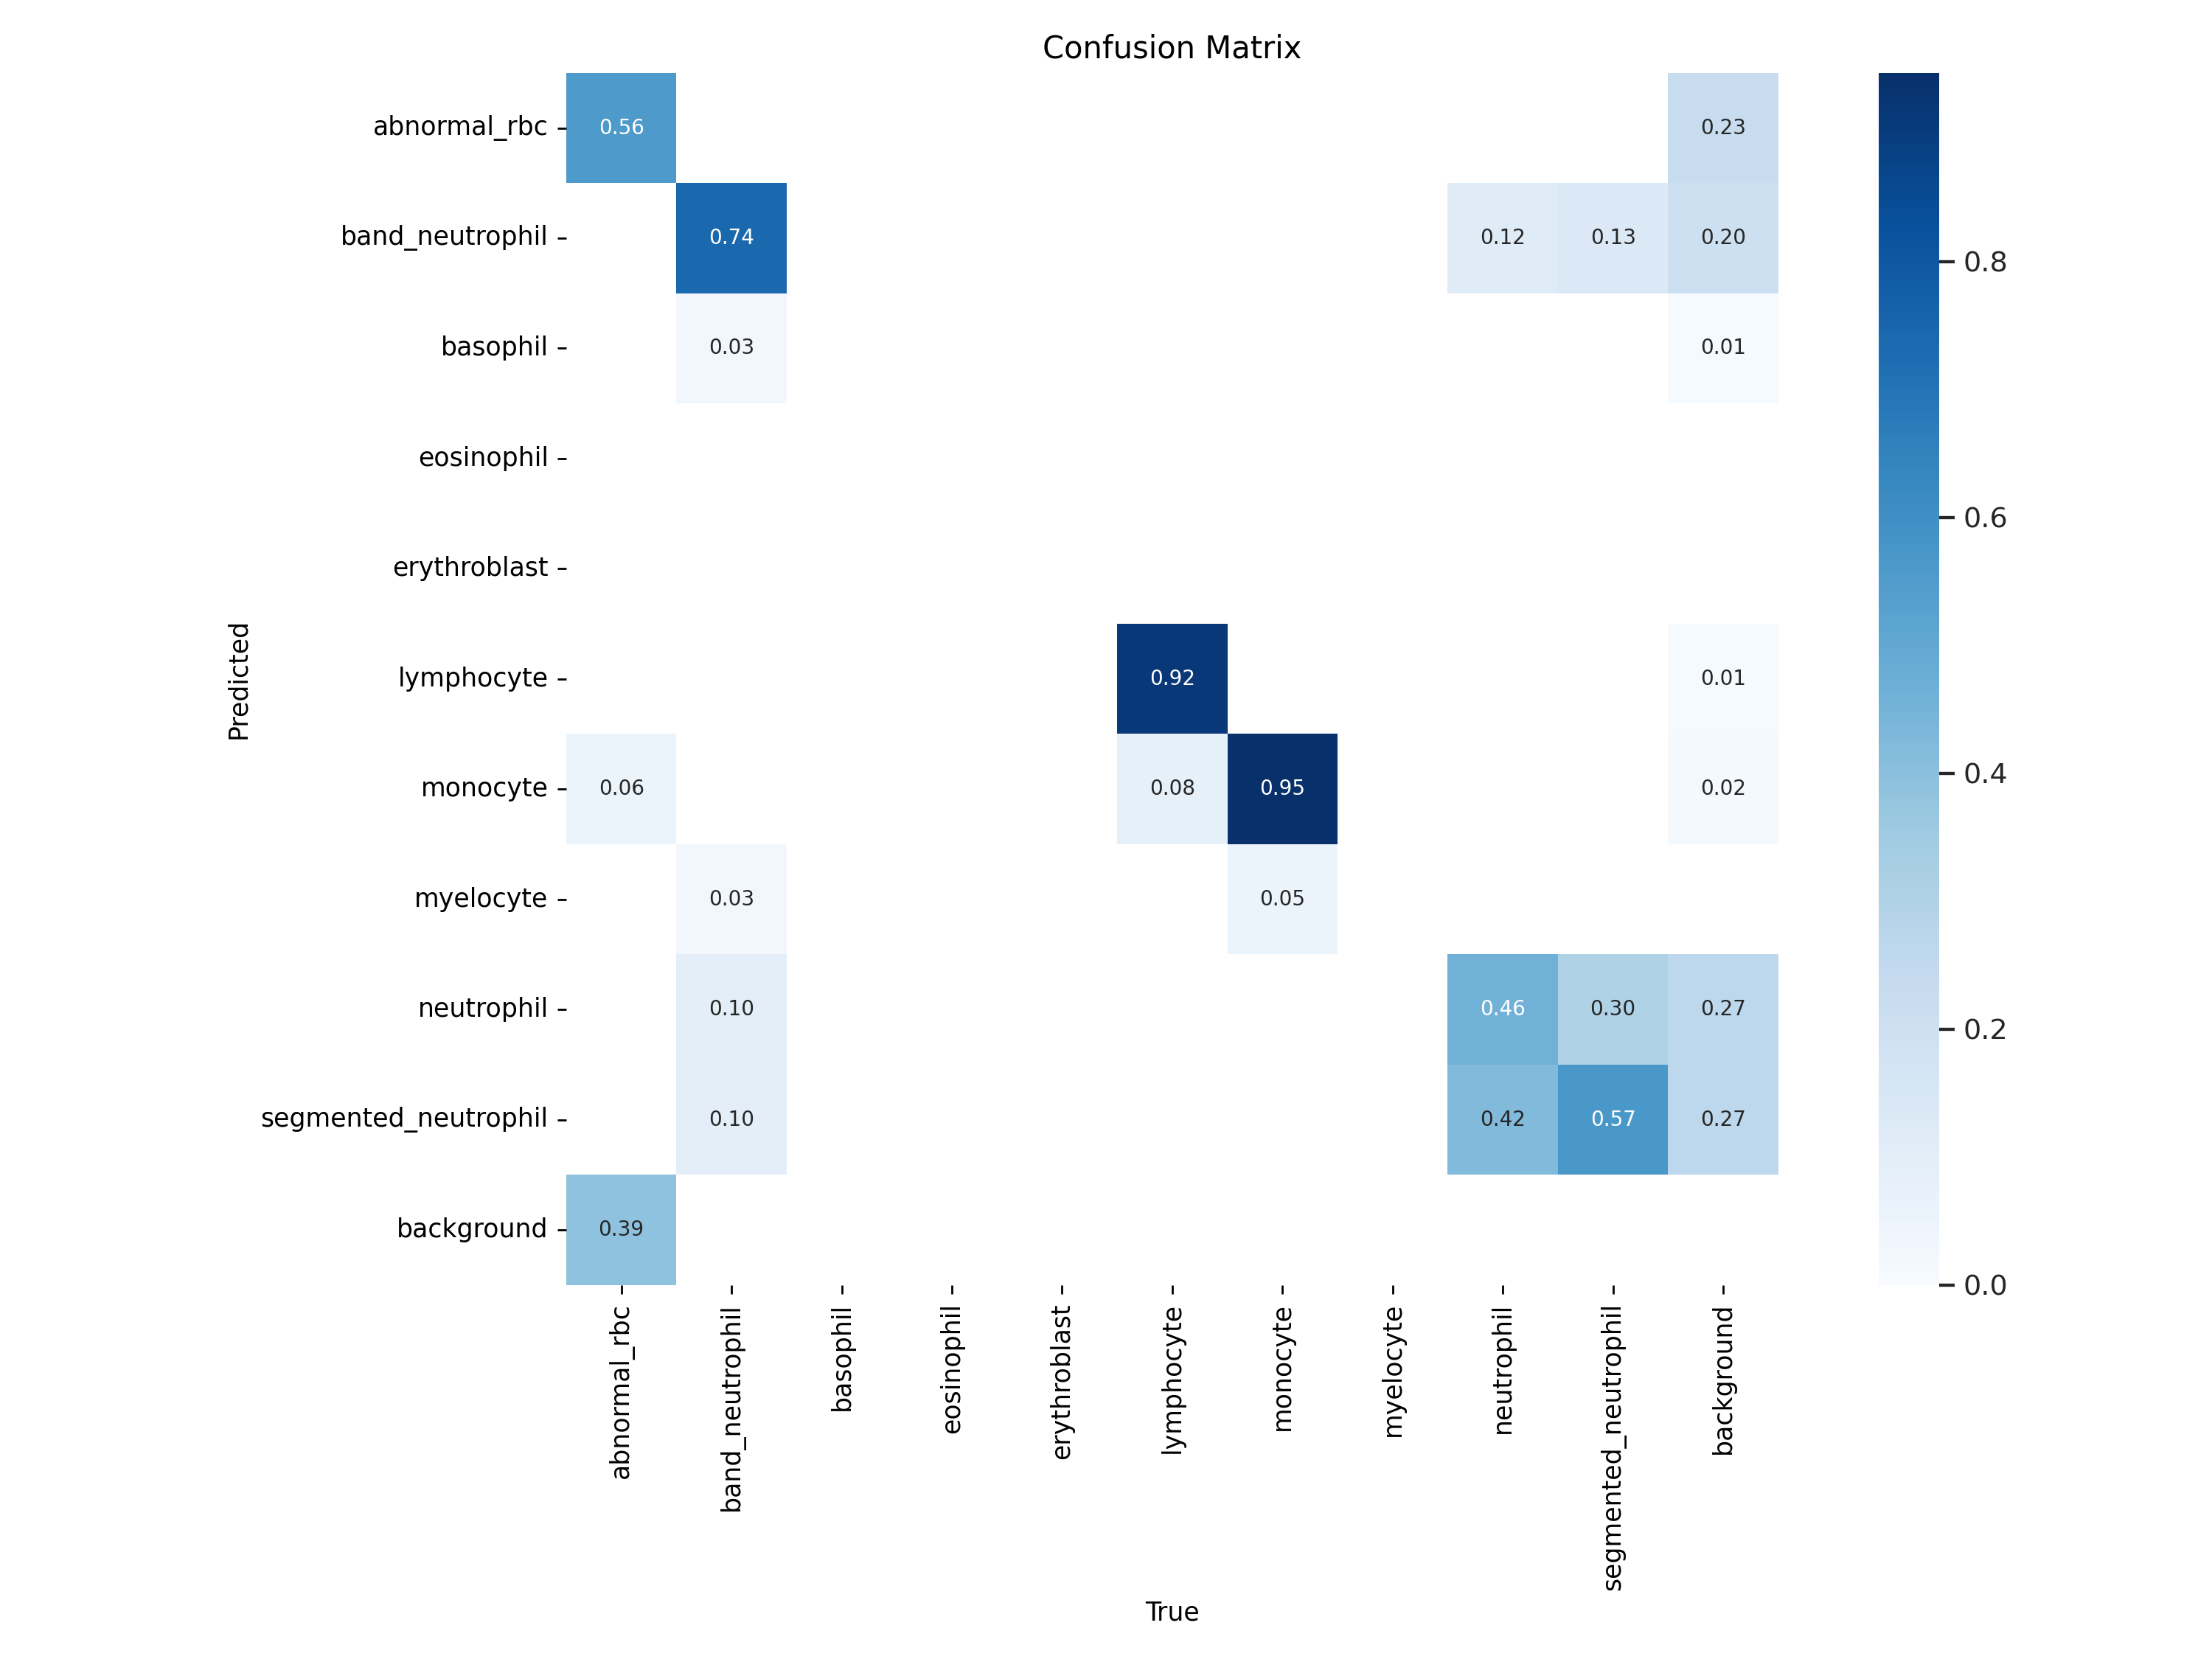 Confusion Matrix
abnormal_rbc 0.56 0.23
band_neutrophil 0.74 0.12 0.13 0.20
basophil 0.03 0.01
eosinophil
erythroblast
lymphocyte 0.92 0.01
monocyte 0.06 0.08 0.95 0.02
myelocyte 0.03 0.05
neutrophil 0.10 0.46 0.30 0.27
segmented_neutrophil 0.10 0.42 0.57 0.27
background 0.39
Predicted
abnormal_rbc
band_neutrophil
basophil
eosinophil
erythroblast
lymphocyte
monocyte
myelocyte
neutrophil
segmented_neutrophil
background
True
0.8
0.6
0.4
0.2
0.0